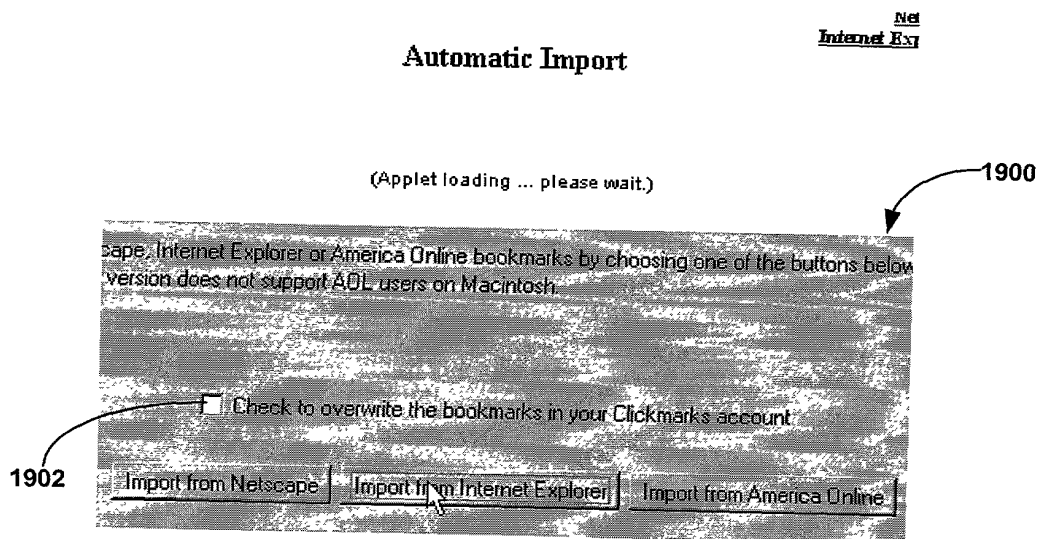 Net
Internet Exp
Automatic Import
(Applet loading ... please wait.)
1900
scape, Internet Explorer or America Online bookmarks by choosing one of the buttons below
version does not support AOL users on Macintosh.
Check to overwrite the bookmarks in your Clickmarks account
1902
Import from Netscape Import from Internet Explorer Import from America Online